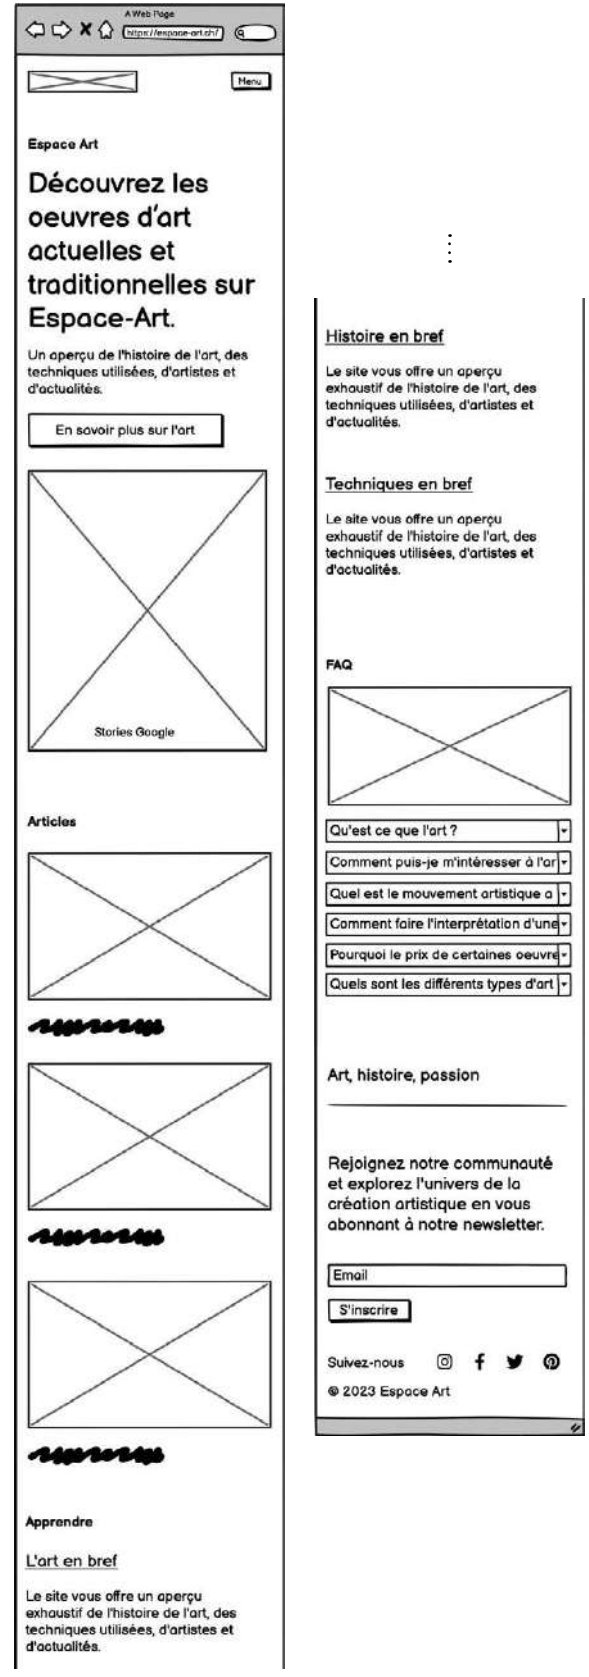 A Web Page
https://espace-art.ch/
Menu
Espace Art
Découvrez les
oeuvres d'art
actuelles et
traditionnelles sur
Espace-Art.
Un aperçu de l'histoire de l'art, des
techniques utilisées, d'artistes et
d'actualités.
En savoir plus sur l'art
Stories Google
Articles
Apprendre
L'art en bref
Le site vous offre un aperçu
exhaustif de l'histoire de l'art, des
techniques utilisées, d'artistes et
d'actualités.
Histoire en bref
Le site vous offre un aperçu
exhaustif de l'histoire de l'art, des
techniques utilisées, d'artistes et
d'actualités.
Techniques en bref
Le site vous offre un aperçu
exhaustif de l'histoire de l'art, des
techniques utilisées, d'artistes et
d'actualités.
FAQ
Qu'est ce que l'art ?
Comment puis-je m'intéresser à l'ar
Quel est le mouvement artistique a
Comment faire l'interprétation d'une
Pourquoi le prix de certaines oeuvre
Quels sont les différents types d'art
Art, histoire, passion
Rejoignez notre communauté
et explorez l'univers de la
création artistique en vous
abonnant à notre newsletter.
Email
S'inscrire
Suivez-nous
© 2023 Espace Art